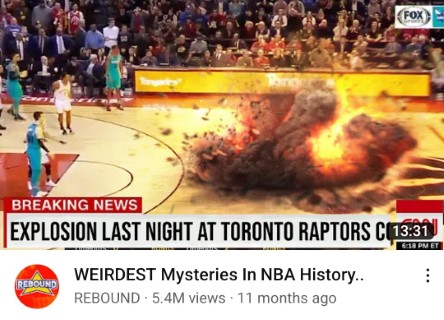 FOX
SPORTS
BREAKING NEWS
EXPLOSION LAST NIGHT AT TORONTO RAPTORS C
13:31
6:18 PM ET
REBOUND
WEIRDEST Mysteries In NBA History..
REBOUND · 5.4M views · 11 months ago